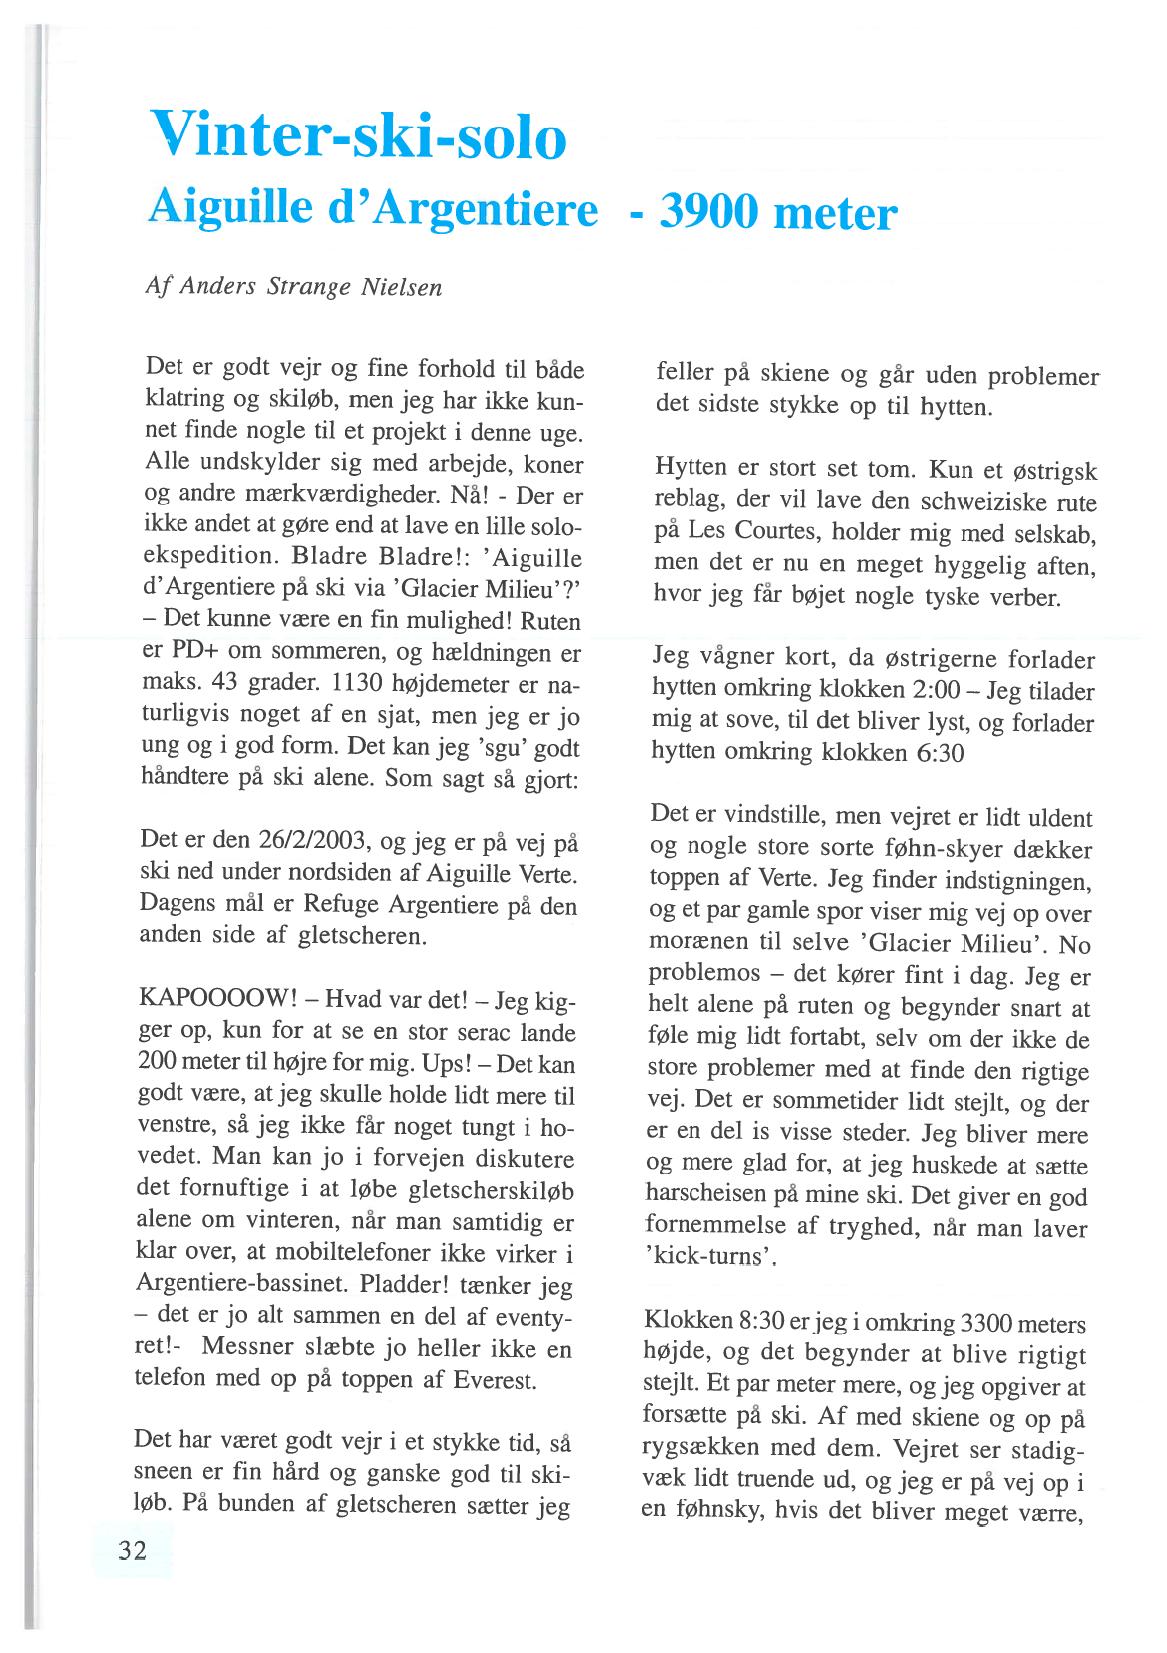 Vinter-ski-solo
Aiguille d'Argentiere - 3900 meter
Af Anders Strange Nielsen
Det er godt vejr og fine forhold til både
klatring og skiløb, men jeg har ikke kun-
net finde nogle til et projekt i denne uge.
Alle undskylder sig med arbejde, koner
og andre mærkværdigheder. Nå! - Der er
ikke andet at gøre end at lave en lille solo-
ekspedition. Bladre Bladre!: 'Aiguille
d'Argentiere på ski via 'Glacier Milieu'?'
– Det kunne være en fin mulighed! Ruten
er PD+ om sommeren, og hældningen er
maks. 43 grader. 1130 højdemeter er na-
turligvis noget af en sjat, men jeg er jo
ung og i god form. Det kan jeg 'sgu' godt
håndtere på ski alene. Som sagt så gjort:
Det er den 26/2/2003, og jeg er på vej på
ski ned under nordsiden af Aiguille Verte.
Dagens mål er Refuge Argentiere på den
anden side af gletscheren.
KAPOOOOW! – Hvad var det! – Jeg kig-
ger op, kun for at se en stor serac lande
200 meter til højre for mig. Ups! – Det kan
godt være, at jeg skulle holde lidt mere til
venstre, så jeg ikke får noget tungt i ho-
vedet. Man kan jo i forvejen diskutere
det fornuftige i at løbe gletscherskiløb
alene om vinteren, når man samtidig er
klar over, at mobiltelefoner ikke virker i
Argentiere-bassinet. Pladder! tænker jeg
– det er jo alt sammen en del af eventy-
ret!- Messner slæbte jo heller ikke en
telefon med op på toppen af Everest.
Det har været godt vejr i et stykke tid, så
sneen er fin hård og ganske god til ski-
løb. På bunden af gletscheren sætter jeg
feller på skiene og går uden problemer
det sidste stykke op til hytten.
Hytten er stort set tom. Kun et østrigsk
reblag, der vil lave den schweiziske rute
på Les Courtes, holder mig med selskab,
men det er nu en meget hyggelig aften,
hvor jeg får bøjet nogle tyske verber.
Jeg vågner kort, da østrigerne forlader
hytten omkring klokken 2:00 – Jeg tilader
mig at sove, til det bliver lyst, og forlader
hytten omkring klokken 6:30
Det er vindstille, men vejret er lidt uldent
og nogle store sorte føhn-skyer dækker
toppen af Verte. Jeg finder indstigningen,
og et par gamle spor viser mig vej op over
morænen til selve 'Glacier Milieu'. No
problemos – det kører fint i dag. Jeg er
helt alene på ruten og begynder snart at
føle mig lidt fortabt, selv om der ikke de
store problemer med at finde den rigtige
vej. Det er sommetider lidt stejlt, og der
er en del is visse steder. Jeg bliver mere
og mere glad for, at jeg huskede at sætte
harscheisen på mine ski. Det giver en god
fornemmelse af tryghed, når man laver
'kick-turns'.
Klokken 8:30 er jeg i omkring 3300 meters
højde, og det begynder at blive rigtigt
stejlt. Et par meter mere, og jeg opgiver at
forsætte på ski. Af med skiene og op på
rygsækken med dem. Vejret ser stadig-
væk lidt truende ud, og jeg er på vej op i
en føhnsky, hvis det bliver meget værre,
32